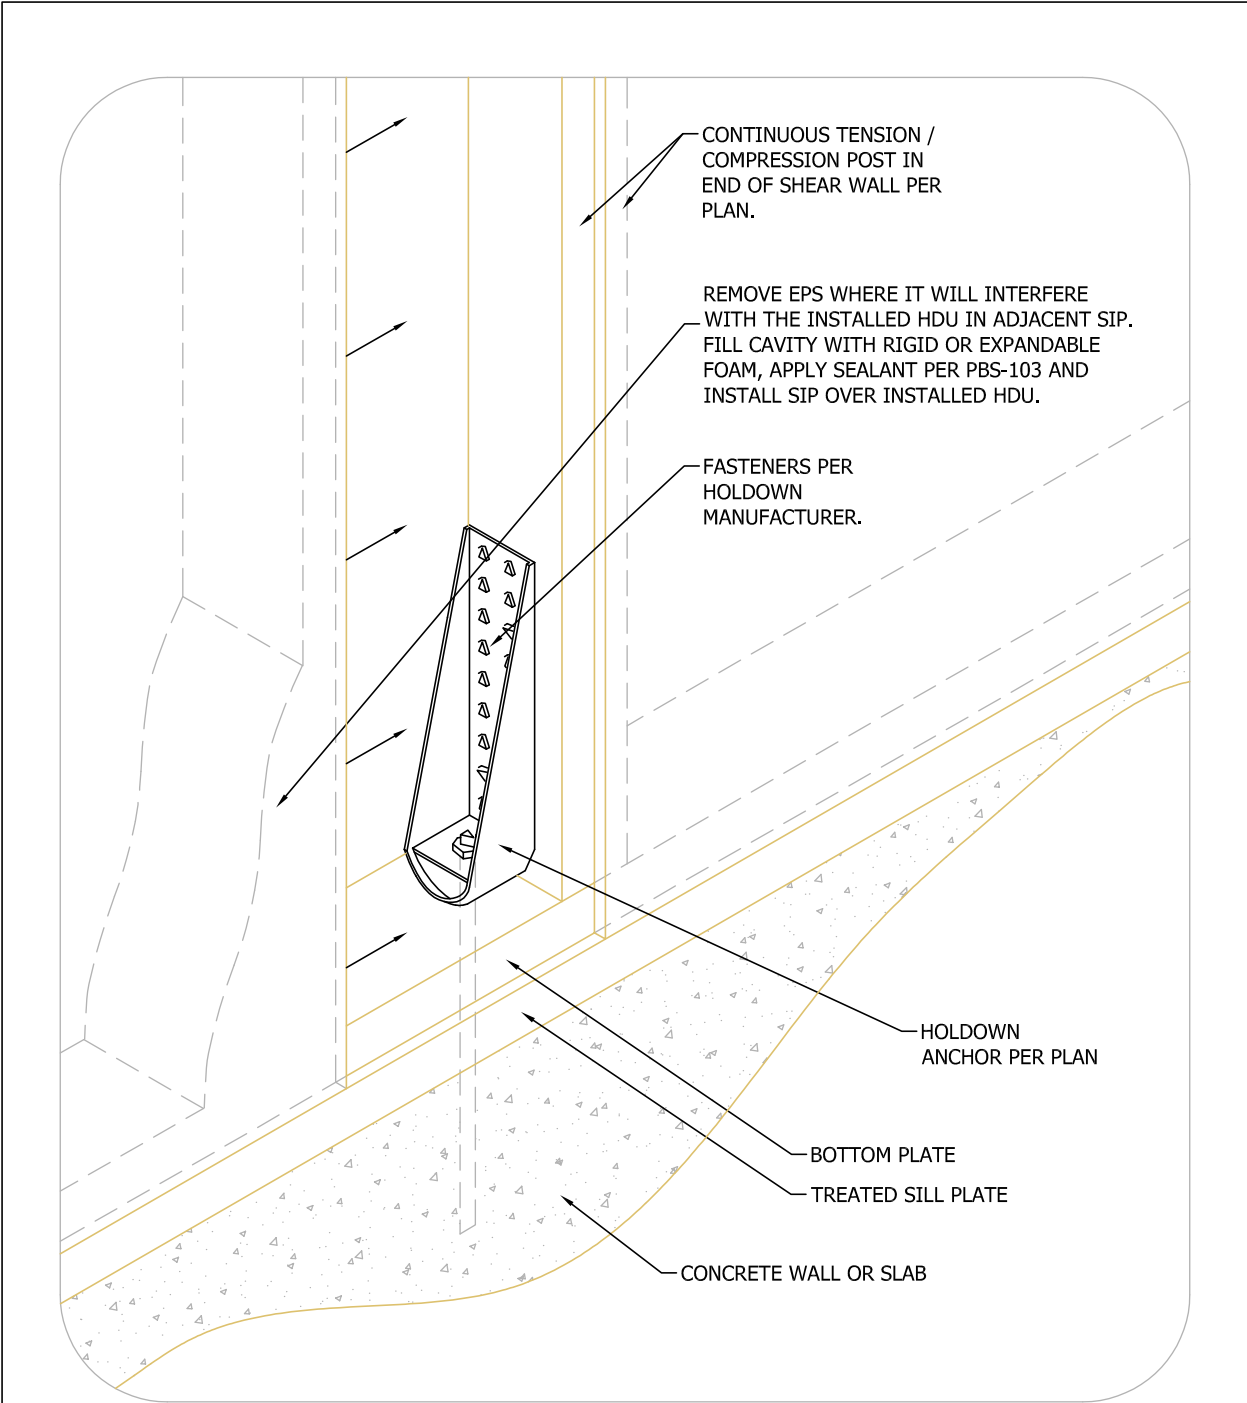 CONTINUOUS TENSION /
COMPRESSION POST IN
END OF SHEAR WALL PER
PLAN.
REMOVE EPS WHERE IT WILL INTERFERE
WITH THE INSTALLED HDU IN ADJACENT SIP.
FILL CAVITY WITH RIGID OR EXPANDABLE
FOAM, APPLY SEALANT PER PBS-103 AND
INSTALL SIP OVER INSTALLED HDU.
FASTENERS PER
HOLDOWN
MANUFACTURER.
HOLDOWN
ANCHOR PER PLAN
BOTTOM PLATE
TREATED SILL PLATE
CONCRETE WALL OR SLAB